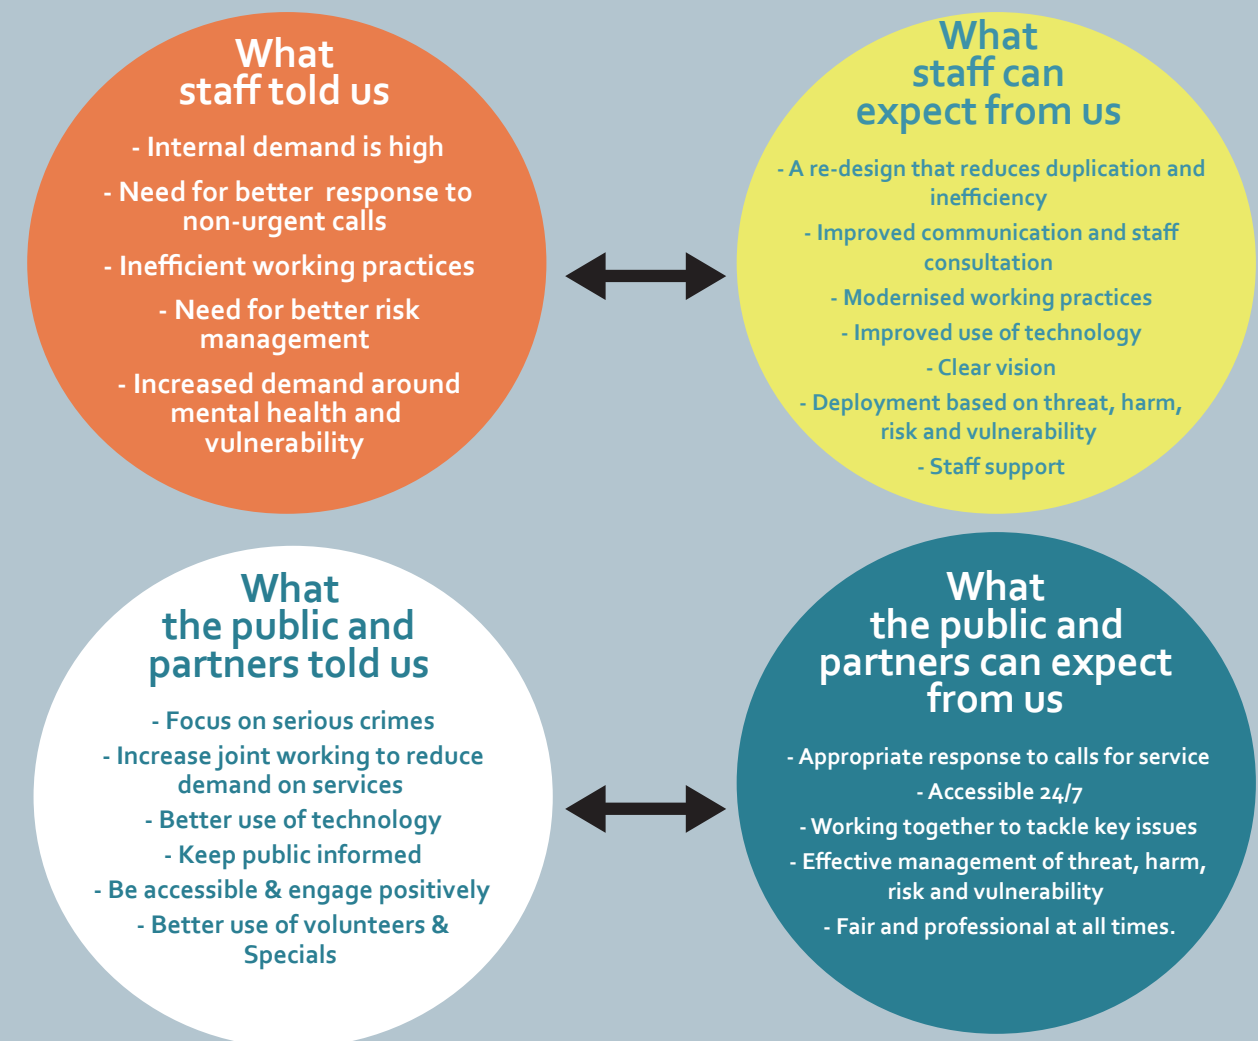 What
staff told us
- Internal demand is high
- Need for better response to
non-urgent calls
- Inefficient working practices
- Need for better risk
management
- Increased demand around
mental health and
vulnerability
What
staff can
expect from us
- A re-design that reduces duplication and
inefficiency
- Improved communication and staff
consultation
- Modernised working practices
- Improved use of technology
- Clear vision
- Deployment based on threat, harm,
risk and vulnerability
- Staff support
What
the public and
partners told us
- Focus on serious crimes
- Increase joint working to reduce
demand on services
- Better use of technology
- Keep public informed
- Be accessible & engage positively
- Better use of volunteers &
Specials
What
the public and
partners can expect
from us
- Appropriate response to calls for service
- Accessible 24/7
- Working together to tackle key issues
- Effective management of threat, harm,
risk and vulnerability
- Fair and professional at all times.